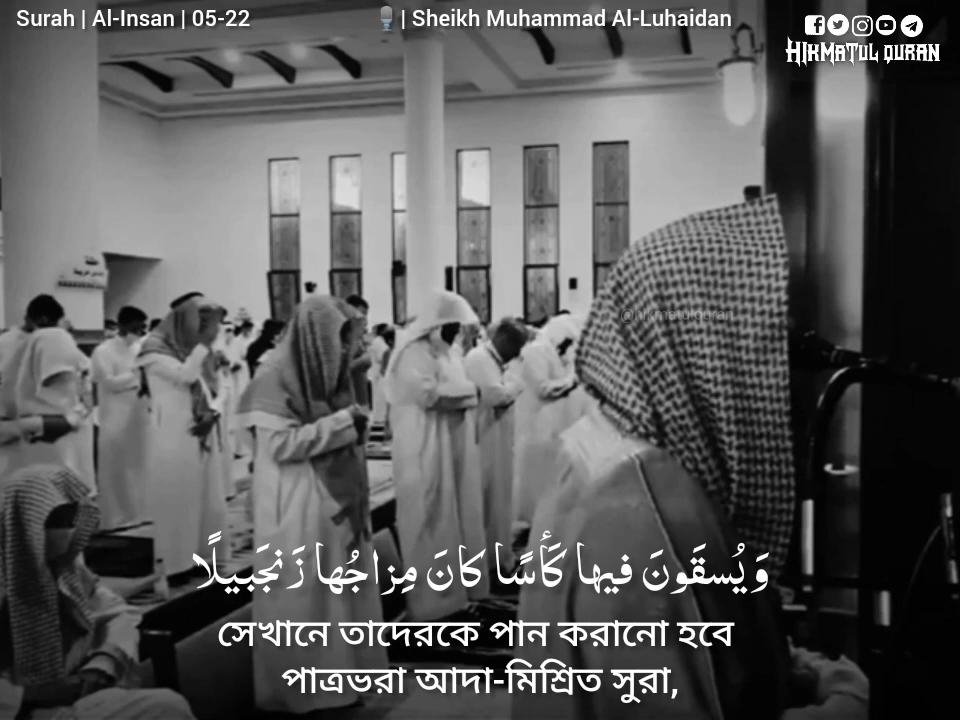 Surah | Al-Insan | 05-22
| Sheikh Muhammad Al-Luhaidan
HIKMATUL QURAN
@hikmatulquran
وَيُسقَونَ فيها كَأسًا كانَ مِزاجُها زَنجَبيلًا
সেখানে তাদেরকে পান করানো হবে
পাত্রভরা আদা-মিশ্রিত সুরা,